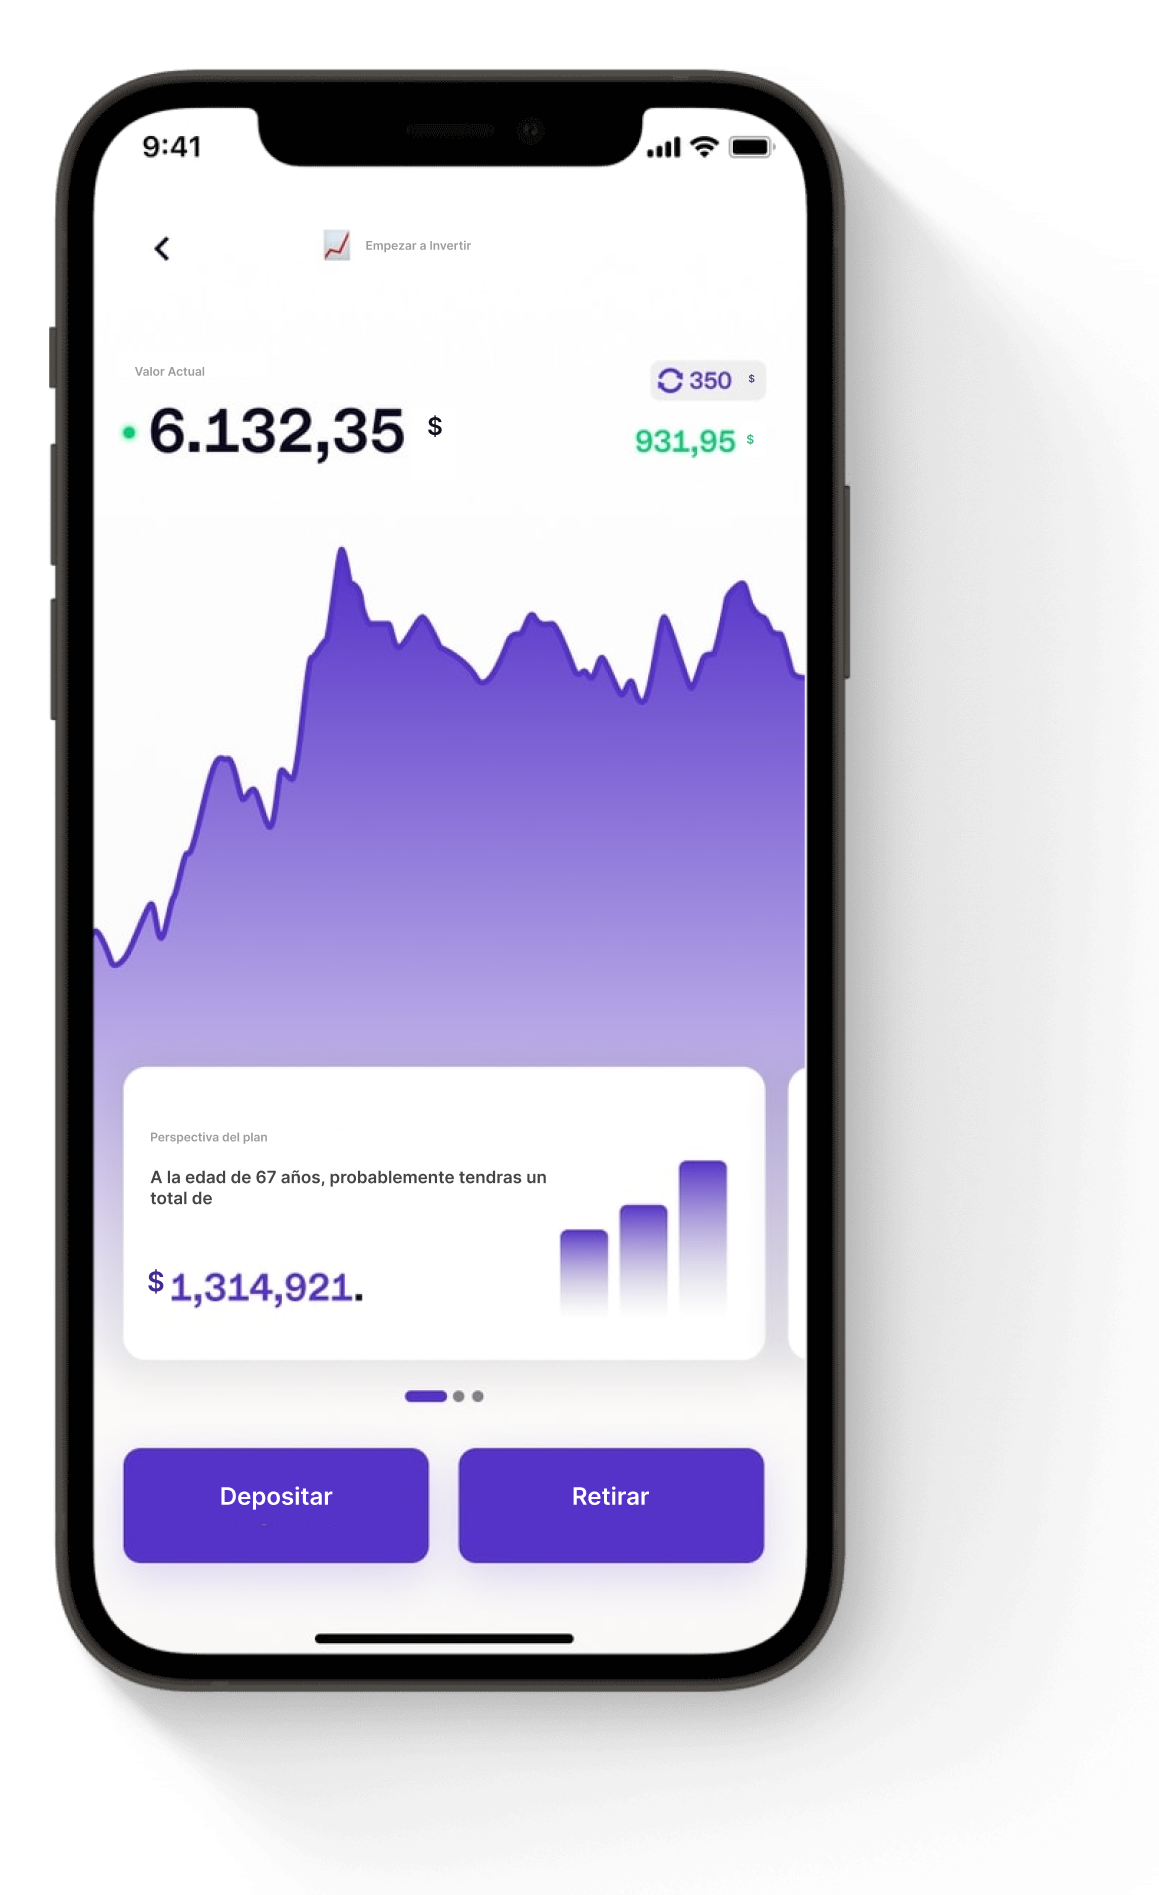 9:41
Empezar a Invertir
Valor Actual
350 $
6.132,35 $
931,95 $
Perspectiva del plan
A la edad de 67 años, probablemente tendras un
total de
$ 1,314,921.
Depositar
Retirar